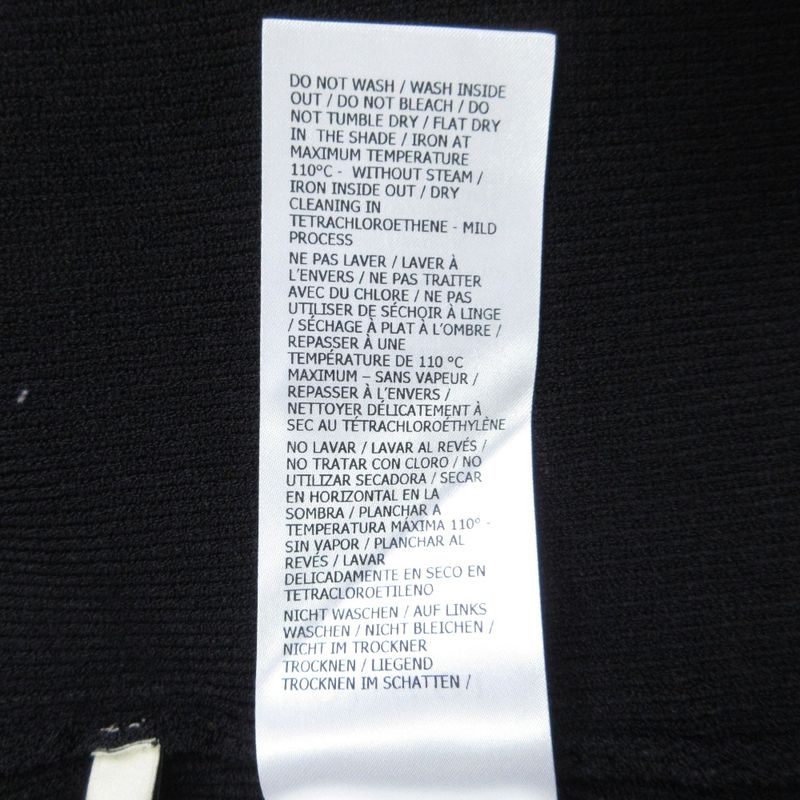 DO NOT WASH / WASH INSIDE
OUT / DO NOT BLEACH / DO
NOT TUMBLE DRY / FLAT DRY
IN THE SHADE / IRON AT
MAXIMUM TEMPERATURE
110°C - WITHOUT STEAM /
IRON INSIDE OUT / DRY
CLEANING IN
TETRACHLOROETHENE - MILD
PROCESS
NE PAS LAVER / LAVER À
L'ENVERS / NE PAS TRAITER
AVEC DU CHLORE / NE PAS
UTILISER DE SÉCHOIR À LINGE
/ SÉCHAGE À PLAT À L'OMBRE /
REPASSER À UNE
TEMPÉRATURE DE 110 °C
MAXIMUM – SANS VAPEUR /
REPASSER À L'ENVERS /
NETTOYER DÉLICATEMENT À
SEC AU TÉTRACHLOROÉTHYLÈNE
NO LAVAR / LAVAR AL REVÉS /
NO TRATAR CON CLORO / NO
UTILIZAR SECADORA / SECAR
EN HORIZONTAL EN LA
SOMBRA / PLANCHAR A
TEMPERATURA MÁXIMA 110° -
SIN VAPOR / PLANCHAR AL
REVÉS / LAVAR
DELICADAMENTE EN SECO EN
TETRACLOROETILENO
NICHT WASCHEN / AUF LINKS
WASCHEN / NICHT BLEICHEN /
NICHT IM TROCKNER
TROCKNEN / LIEGEND
TROCKNEN IM SCHATTEN /